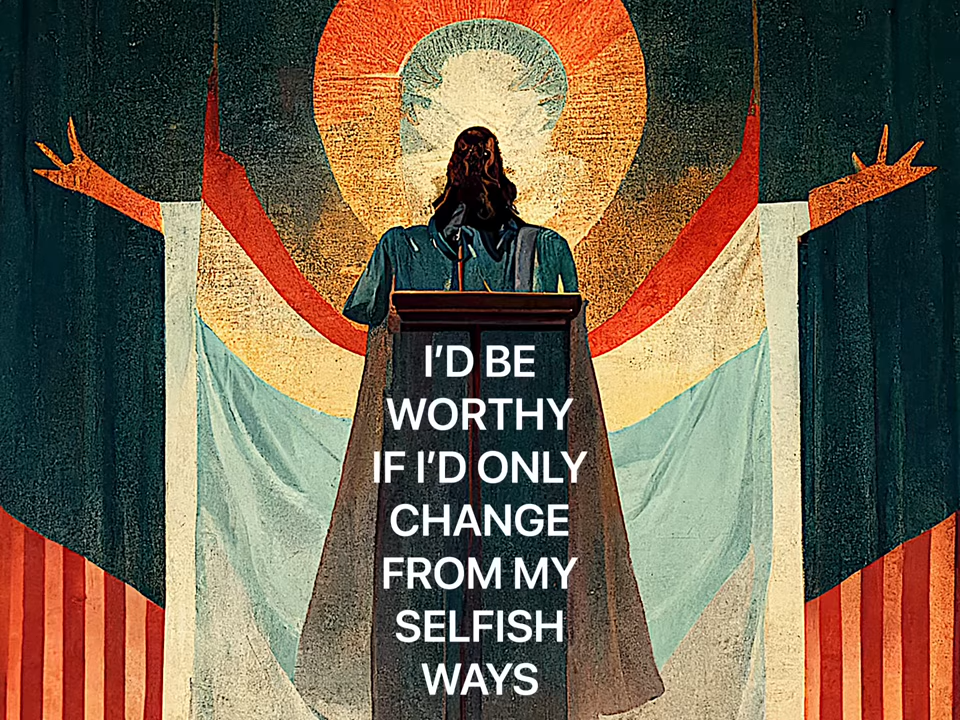 I’D BE
WORTHY
IF I’D ONLY
CHANGE
FROM MY
SELFISH
WAYS